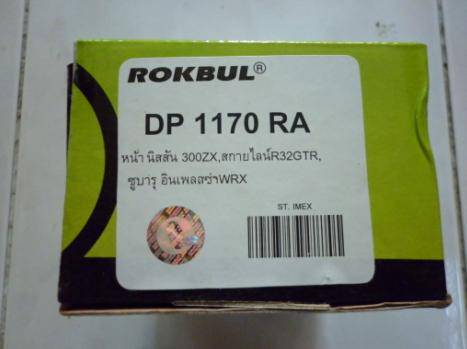 ROKBUL®
DP 1170 RA
หน้า นิสสัน 300ZX,สกายไลน์R32GTR,
ซูบารุ อินเพลสซ่าWRX
ST. IMEX